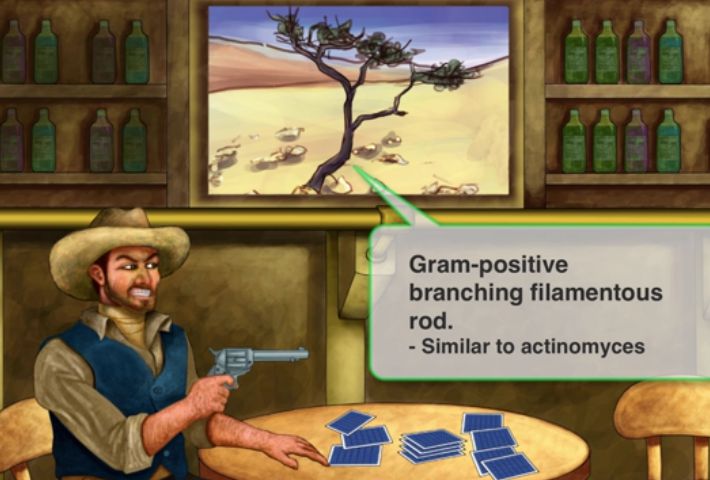 Gram-positive
branching filamentous
rod.
- Similar to actinomyces